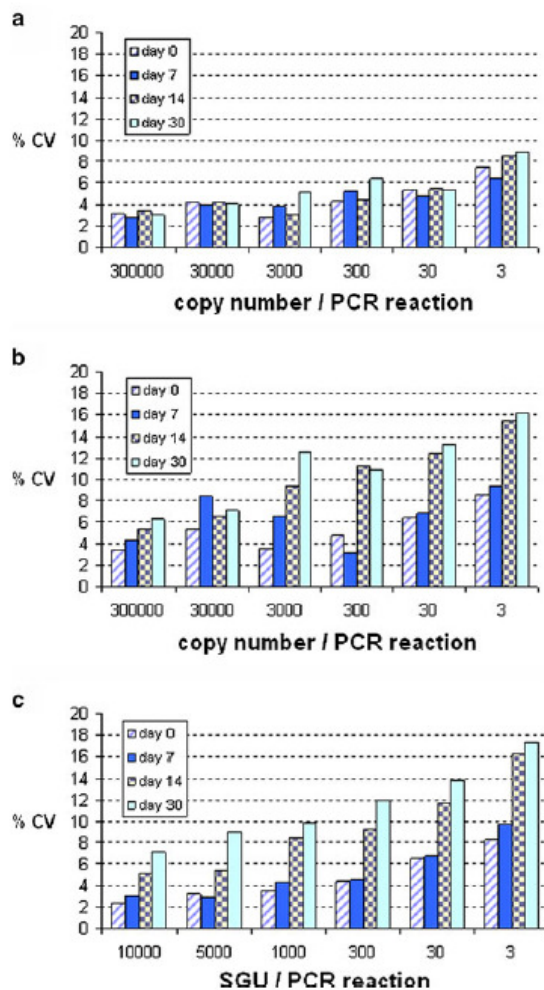 a
20
18
16
14
12
10
8
6
4
2
0
% CV
day 0
day 7
day 14
day 30
300000 30000 3000 300 30 3
copy number / PCR reaction
b
20
18
16
14
12
10
8
6
4
2
0
% CV
day 0
day 7
day 14
day 30
300000 30000 3000 300 30 3
copy number / PCR reaction
c
20
18
16
14
12
10
8
6
4
2
0
% CV
day 0
day 7
day 14
day 30
10000 5000 1000 300 30 3
SGU / PCR reaction